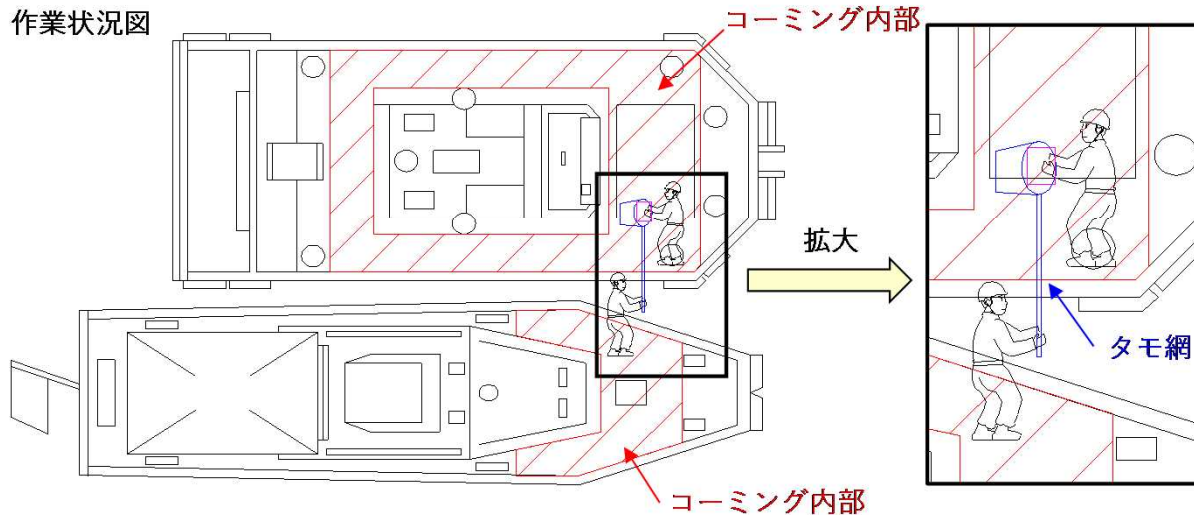 作業状況図
コーミング内部
拡大
タモ網
コーミング内部